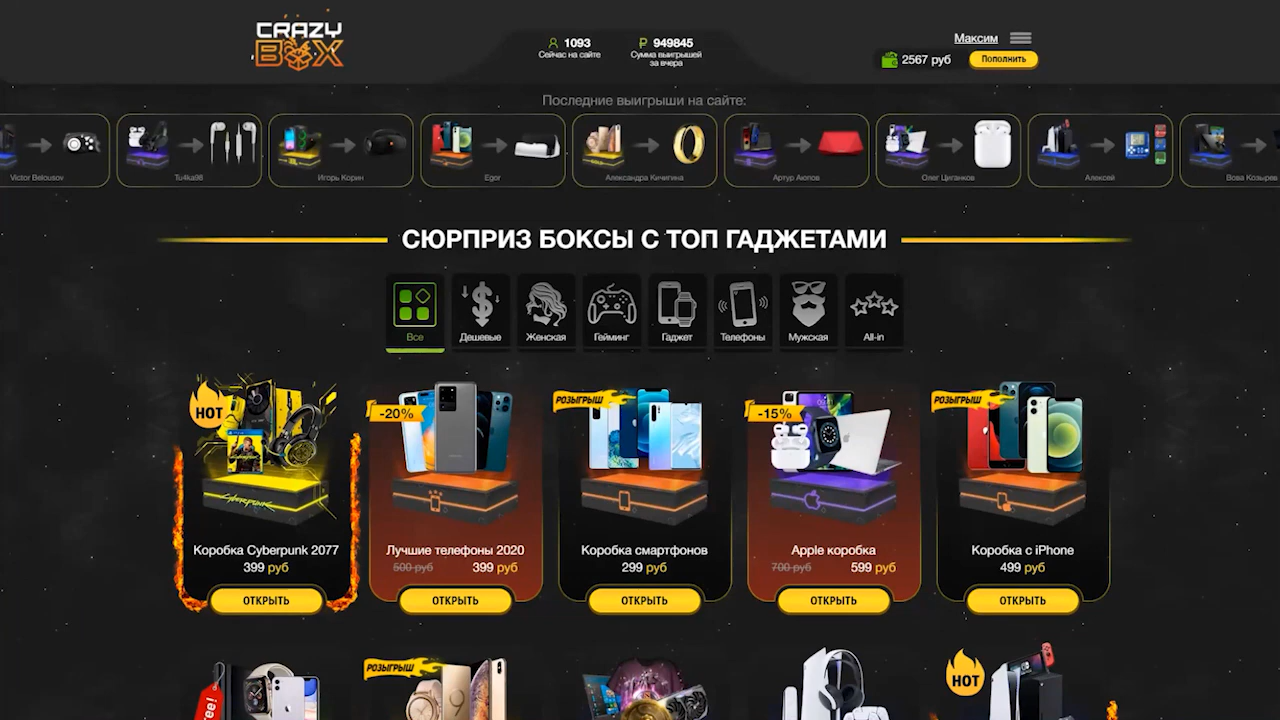 CRAZY
BOX
1093
Сейчас на сайте
949845
Сумма выигрышей
за вчера
Максим
2567 руб
Пополнить
Последние выигрыши на сайте:
Victor Belousov
Tu4ka98
Игорь Корин
Egor
Александра Кичигина
Артур Аюпов
Олег Циганков
Алексей
Вова Козырев
СЮРПРИЗ БОКСЫ С ТОП ГАДЖЕТАМИ
Все
Дешевые
Женская
Гейминг
Гаджет
Телефоны
Мужская
All-in
HOT
Коробка Cyberpunk 2077
399 руб
ОТКРЫТЬ
-20%
Лучшие телефоны 2020
500 руб 399 руб
ОТКРЫТЬ
РОЗЫГРЫШ
Коробка смартфонов
299 руб
ОТКРЫТЬ
-15%
Apple коробка
700 руб 599 руб
ОТКРЫТЬ
РОЗЫГРЫШ
Коробка с iPhone
499 руб
ОТКРЫТЬ
РОЗЫГРЫШ
HOT